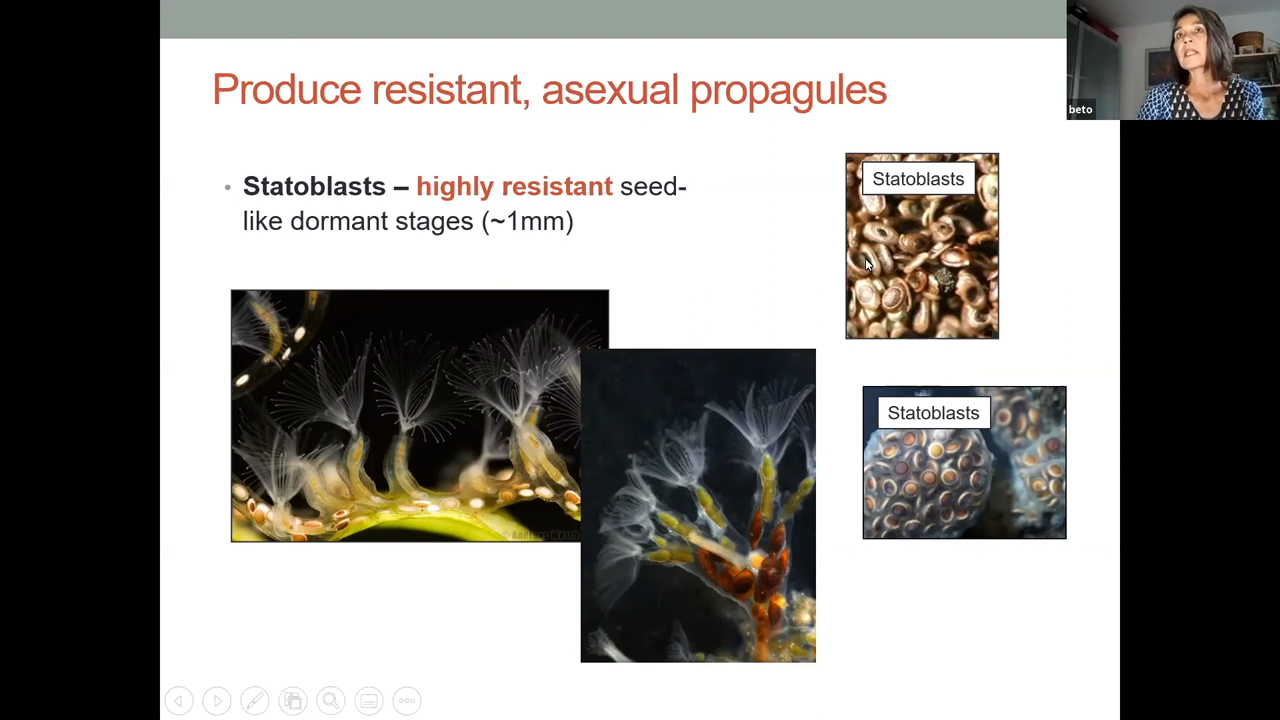 Produce resistant, asexual propagules
beto
• Statoblasts – highly resistant seed-
like dormant stages (~1mm)
Statoblasts
Statoblasts